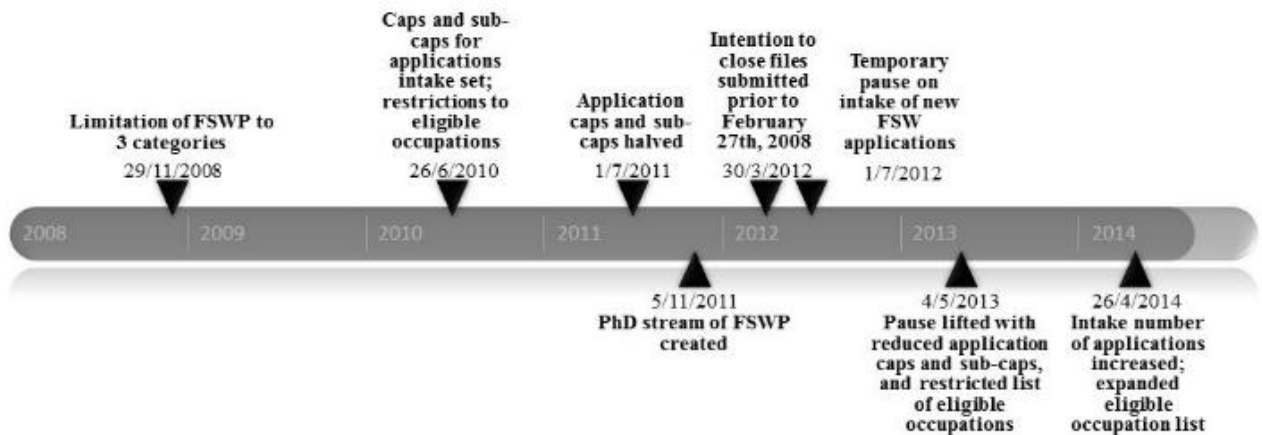 Limitation of FSWP to
3 categories
29/11/2008
Caps and sub-
caps for
applications
intake set;
restrictions to
eligible
occupations
26/6/2010
Application
caps and sub-
caps halved
1/7/2011
Intention to
close files
submitted
prior to
February
27th, 2008
30/3/2012
Temporary
pause on
intake of new
FSW
applications
1/7/2012
2008
2009
2010
2011
2012
2013
2014
5/11/2011
PhD stream of FSWP
created
4/5/2013
Pause lifted with
reduced application
caps and sub-caps,
and restricted list
of eligible
occupations
26/4/2014
Intake number
of applications
increased;
expanded
eligible
occupation list